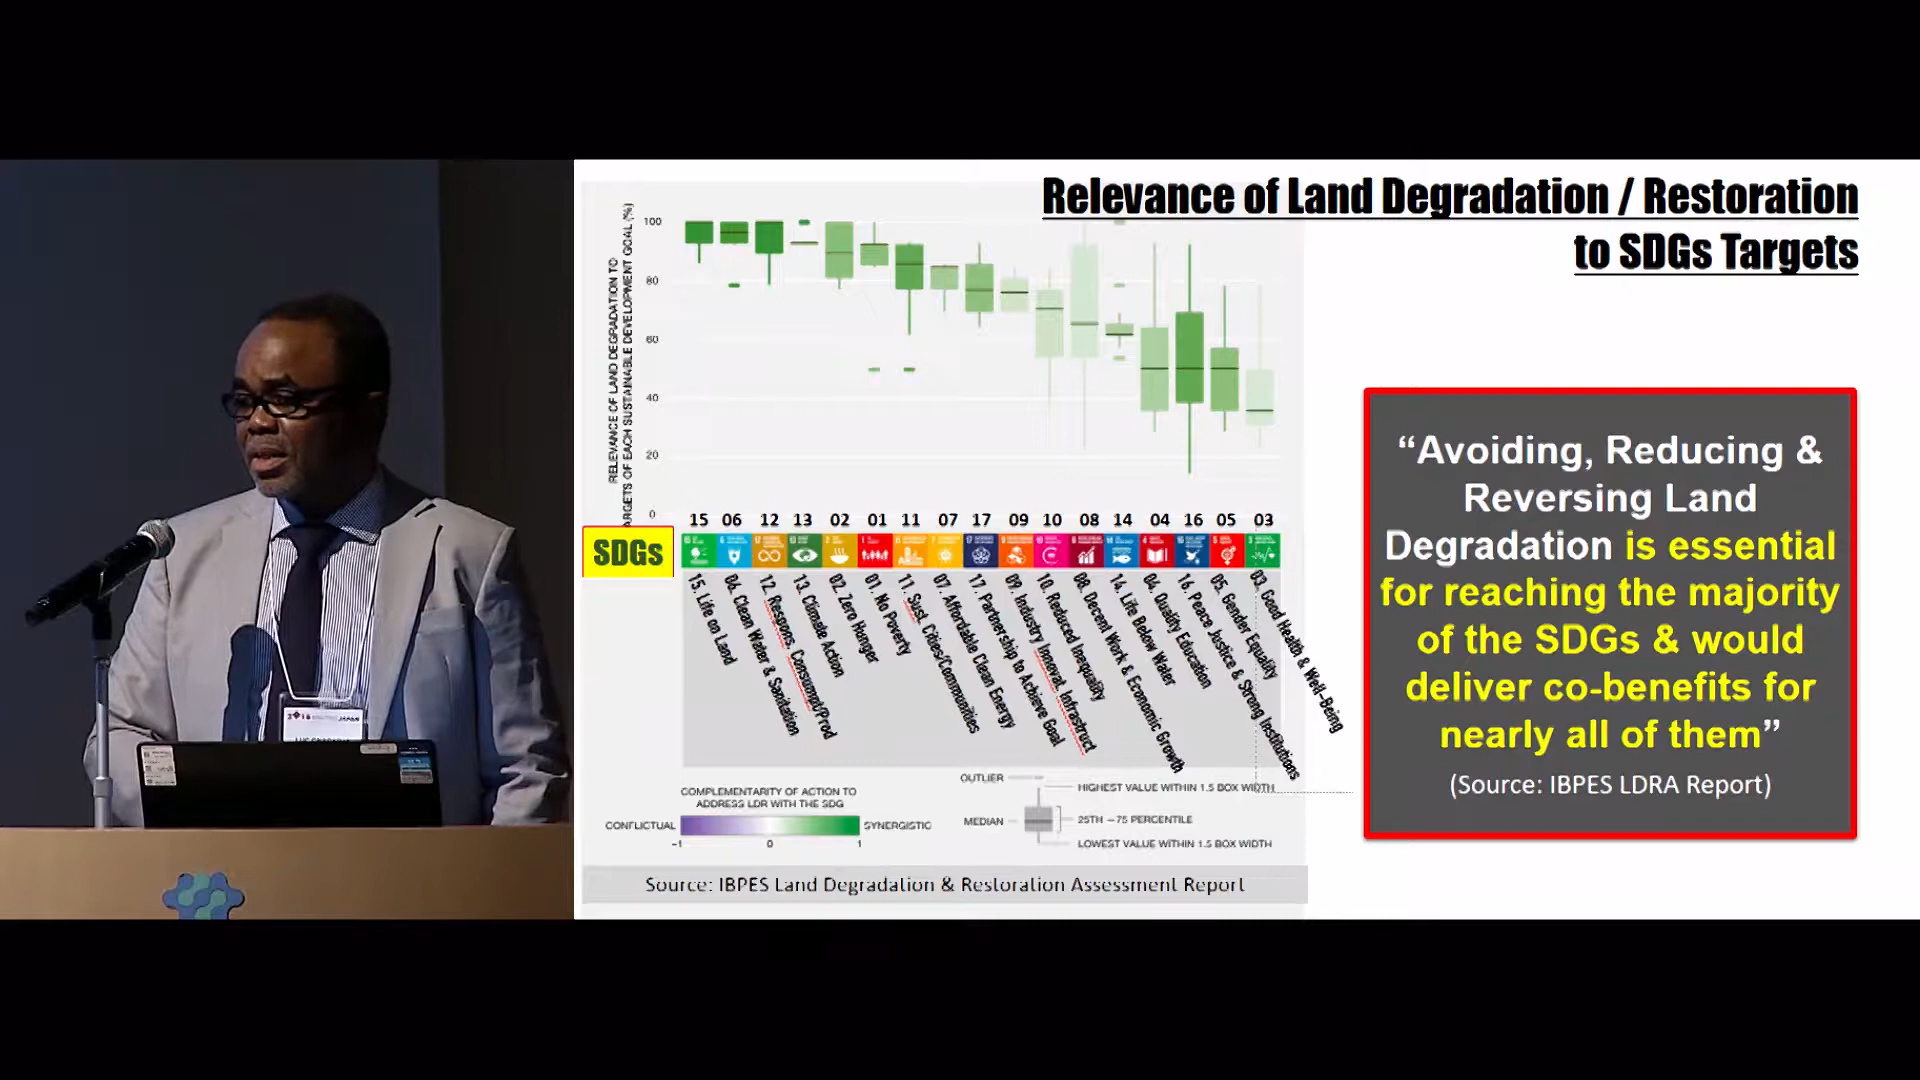 Relevance of Land Degradation / Restoration
to SDGs Targets
RELEVANCE OF LAND DEGRADATION TO
TARGETS OF EACH SUSTAINABLE DEVELOPMENT GOAL (%)
100
80
60
40
20
0
15 06 12 13 02 01 11 07 17 09 10 08 14 04 16 05 03
SDGs
15. Life on Land
06. Clean Water & Sanitation
12. Respons. Consumpt/Prod
13. Climate Action
02. Zero Hunger
01. No Poverty
11. Sust. Cities/Communities
07. Affordable Clean Energy
17. Partnership to Achieve Goal
09. Industry Innovat. Infrastruct
10. Reduced Inequality
08. Decent Work & Economic Growth
14. Life Below Water
04. Quality Education
16. Peace Justice & Strong Institutions
05. Gender Equality
03. Good Health & Well-Being
COMPLEMENTARITY OF ACTION TO
ADDRESS LDR WITH THE SDG
CONFLICTUAL
SYNERGISTIC
-1 0 1
OUTLIER
HIGHEST VALUE WITHIN 1.5 BOX WIDTH
MEDIAN
25TH –75 PERCENTILE
LOWEST VALUE WITHIN 1.5 BOX WIDTH
Source: IBPES Land Degradation & Restoration Assessment Report
“Avoiding, Reducing &
Reversing Land
Degradation is essential
for reaching the majority
of the SDGs & would
deliver co-benefits for
nearly all of them”
(Source: IBPES LDRA Report)